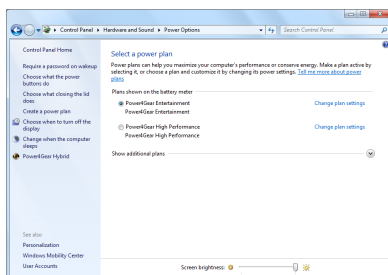 Control Panel ▸ Hardware and Sound ▸ Power Options
Search Control Panel
Control Panel Home
Require a password on wakeup
Choose what the power
buttons do
Choose what closing the lid
does
Create a power plan
Choose when to turn off the
display
Change when the computer
sleeps
Power4Gear Hybrid
See also
Personalization
Windows Mobility Center
User Accounts
Select a power plan
Power plans can help you maximize your computer's performance or conserve energy. Make a plan active by
selecting it, or choose a plan and customize it by changing its power settings. Tell me more about power
plans
Plans shown on the battery meter
Power4Gear Entertainment Change plan settings
Power4Gear Entertainment
Power4Gear High Performance Change plan settings
Power4Gear High Performance
Show additional plans
Screen brightness: